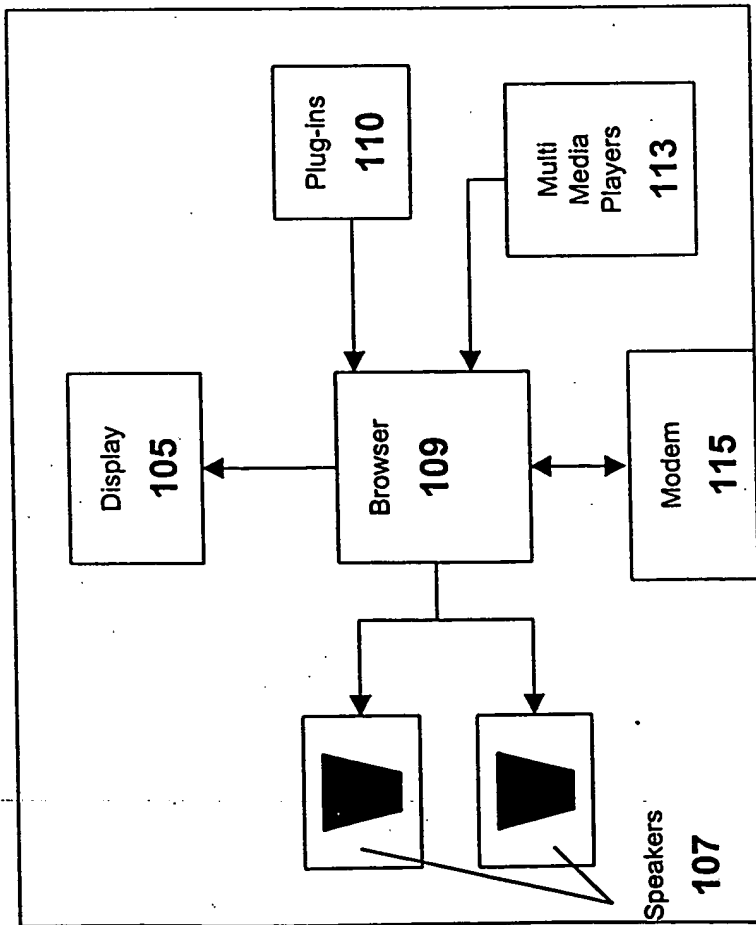 Display
105
Plug-ins
110
Browser
109
Multi
Media
Players
113
Modem
115
Speakers
107